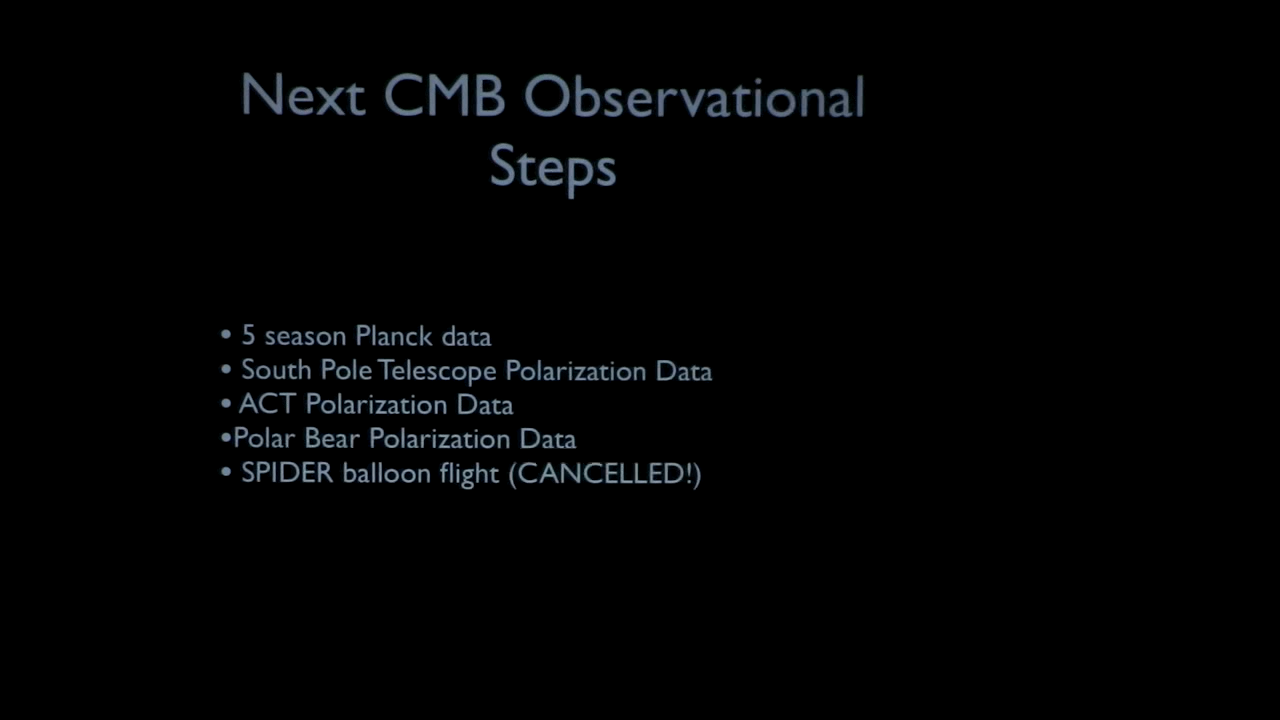 Next CMB Observational
Steps
• 5 season Planck data
• South Pole Telescope Polarization Data
• ACT Polarization Data
•Polar Bear Polarization Data
• SPIDER balloon flight (CANCELLED!)